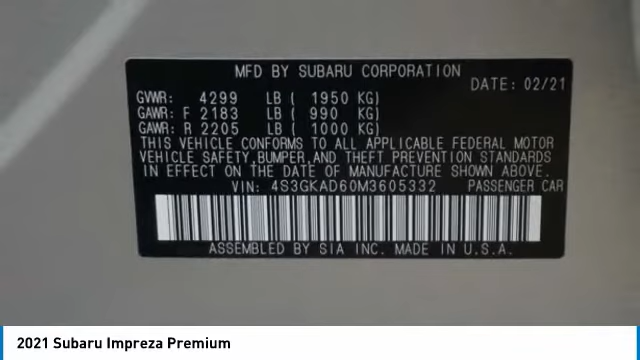 MFD BY SUBARU CORPORATION
DATE: 02/21
GVWR: 4299 LB ( 1950 KG)
GAWR: F 2183 LB ( 990 KG)
GAWR: R 2205 LB ( 1000 KG)
THIS VEHICLE CONFORMS TO ALL APPLICABLE FEDERAL MOTOR
VEHICLE SAFETY,BUMPER,AND THEFT PREVENTION STANDARDS
IN EFFECT ON THE DATE OF MANUFACTURE SHOWN ABOVE.
VIN: 4S3GKAD60M3605332 PASSENGER CAR
ASSEMBLED BY SIA INC. MADE IN U.S.A.
2021 Subaru Impreza Premium